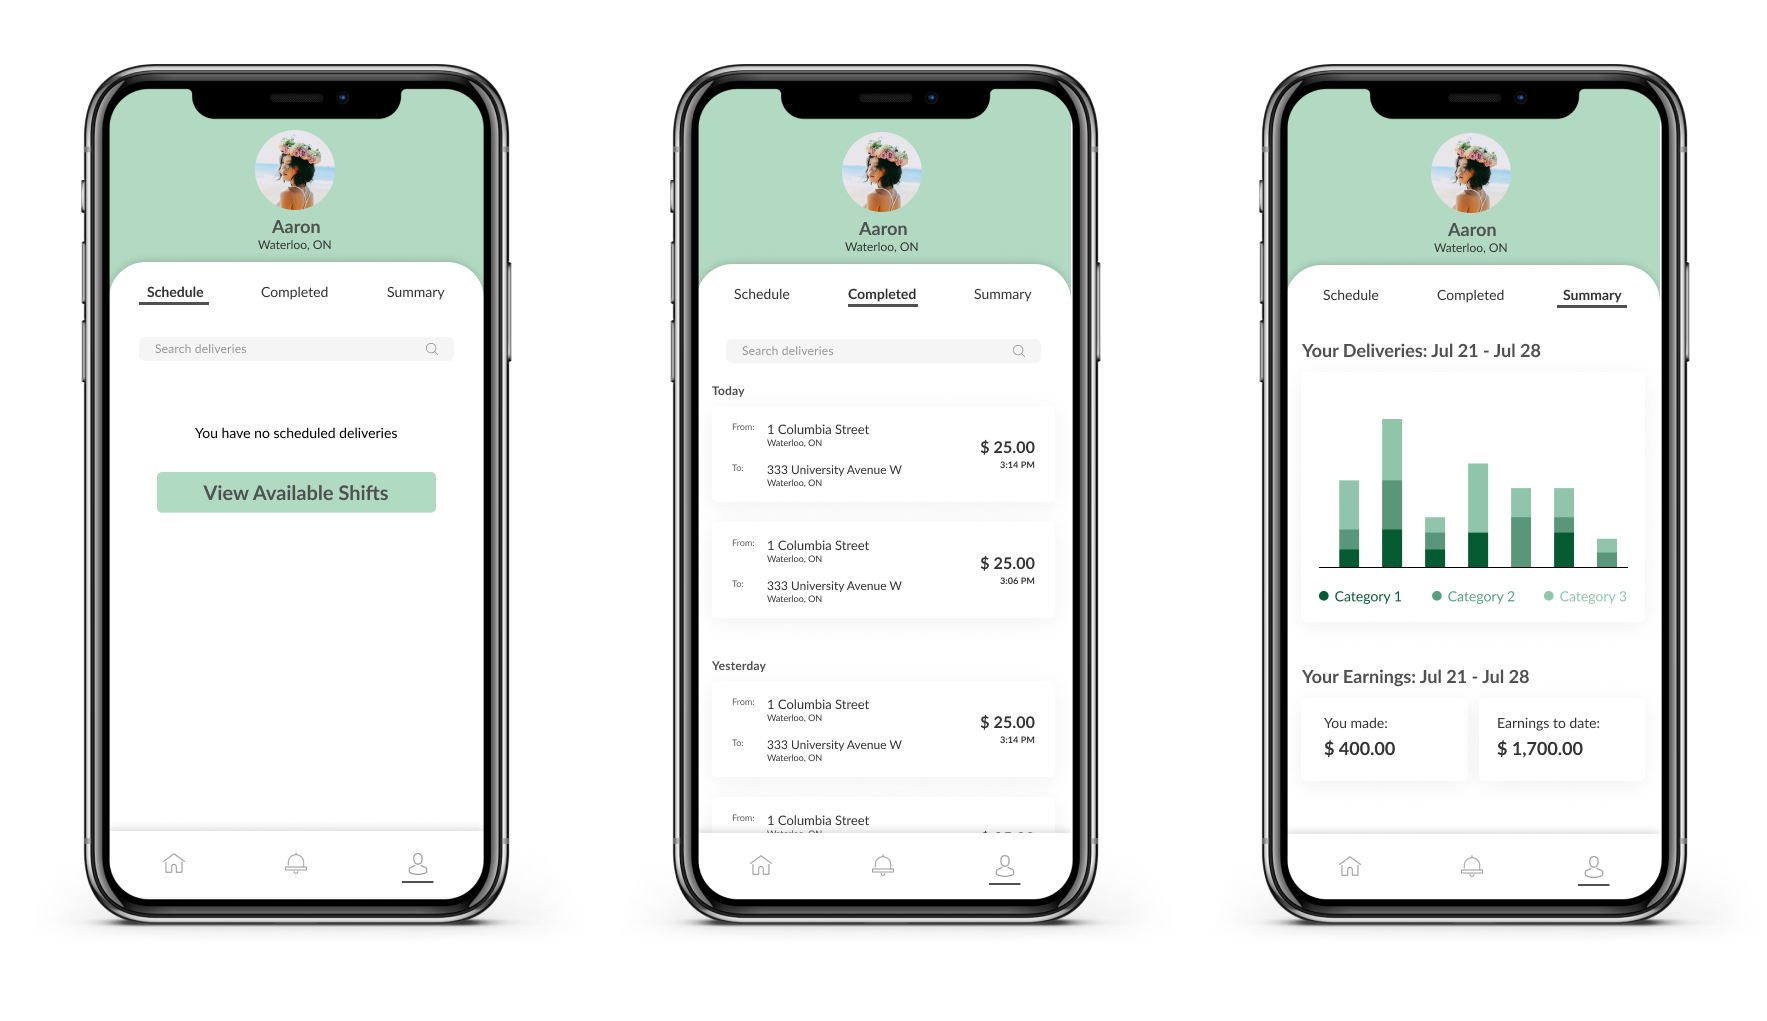 Aaron
Waterloo, ON
Schedule Completed Summary
Search deliveries
You have no scheduled deliveries
View Available Shifts
Aaron
Waterloo, ON
Schedule Completed Summary
Search deliveries
Today
From: 1 Columbia Street
Waterloo, ON
$ 25.00
3:14 PM
To: 333 University Avenue W
Waterloo, ON
From: 1 Columbia Street
Waterloo, ON
$ 25.00
3:06 PM
To: 333 University Avenue W
Waterloo, ON
Yesterday
From: 1 Columbia Street
Waterloo, ON
$ 25.00
3:14 PM
To: 333 University Avenue W
Waterloo, ON
From: 1 Columbia Street
Aaron
Waterloo, ON
Schedule Completed Summary
Your Deliveries: Jul 21 - Jul 28
Category 1 Category 2 Category 3
Your Earnings: Jul 21 - Jul 28
You made: Earnings to date:
$ 400.00 $ 1,700.00